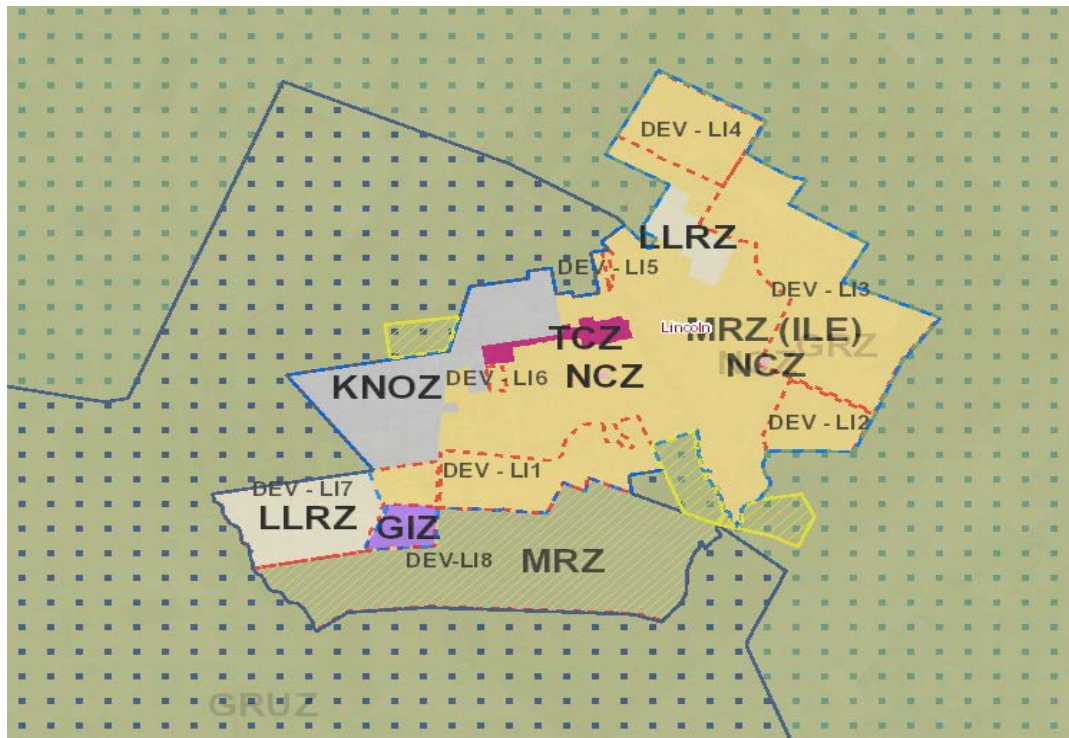 DEV - LI4
LLRZ
DEV - LI5
DEV - LI3
Lincoln
MRZ (ILE)
GRZ
TCZ
NCZ
NCZ
DEV - LI6
KNOZ
DEV - LI2
DEV - LI1
DEV - LI7
LLRZ
GIZ
DEV-LI8
MRZ
GRUZ